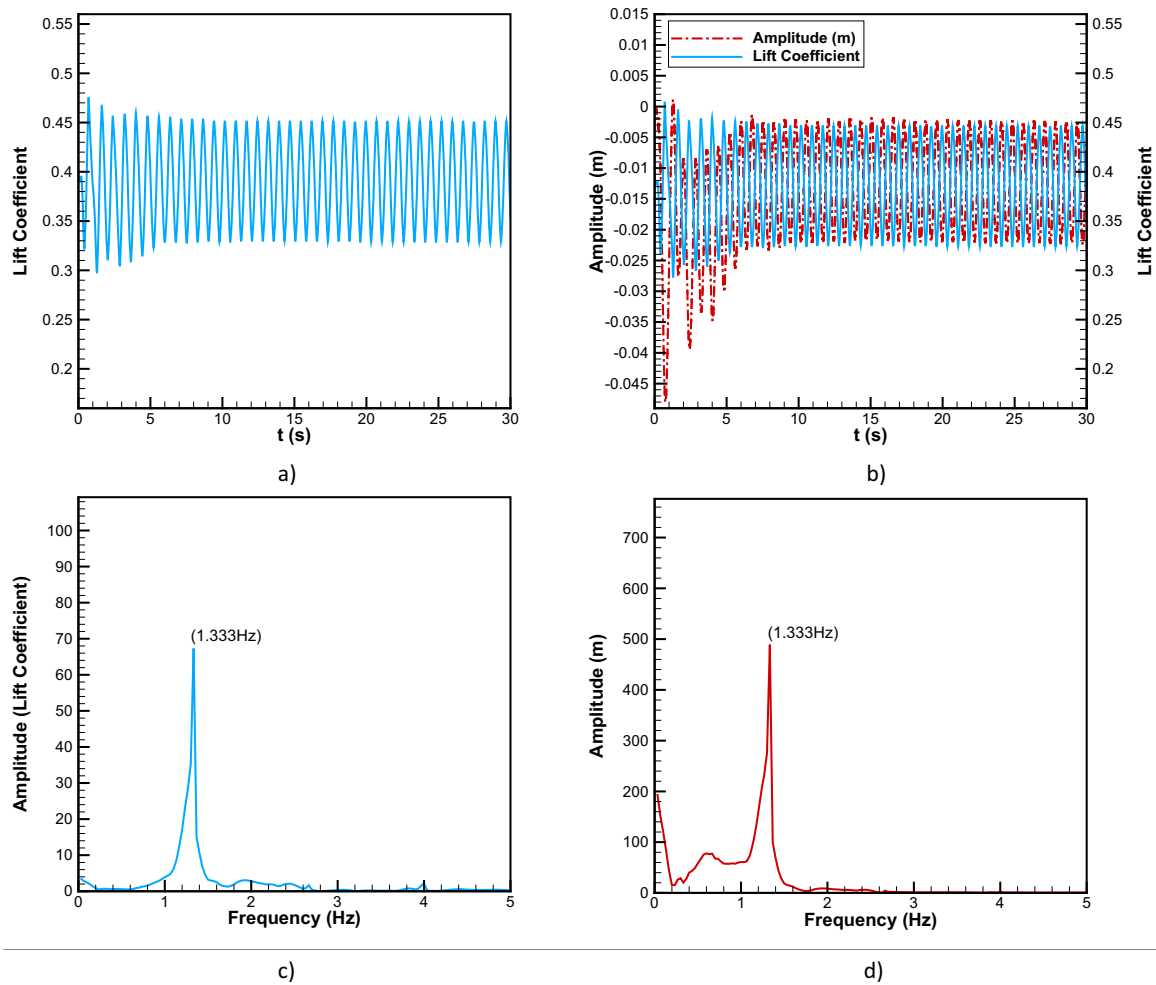 0.55
0.5
0.45
0.4
0.35
0.3
0.25
0.2
Lift Coefficient
0 5 10 15 20 25 30
t (s)
a)
0.015
0.01
0.005
0
-0.005
-0.01
-0.015
-0.02
-0.025
-0.03
-0.035
-0.04
-0.045
Amplitude (m)
Amplitude (m)
Lift Coefficient
0.55
0.5
0.45
0.4
0.35
0.3
0.25
0.2
Lift Coefficient
0 5 10 15 20 25 30
t (s)
b)
100
90
80
70
60
50
40
30
20
10
0
Amplitude (Lift Coefficient)
(1.333Hz)
0 1 2 3 4 5
Frequency (Hz)
c)
700
600
500
400
300
200
100
0
Amplitude (m)
(1.333Hz)
0 1 2 3 4 5
Frequency (Hz)
d)